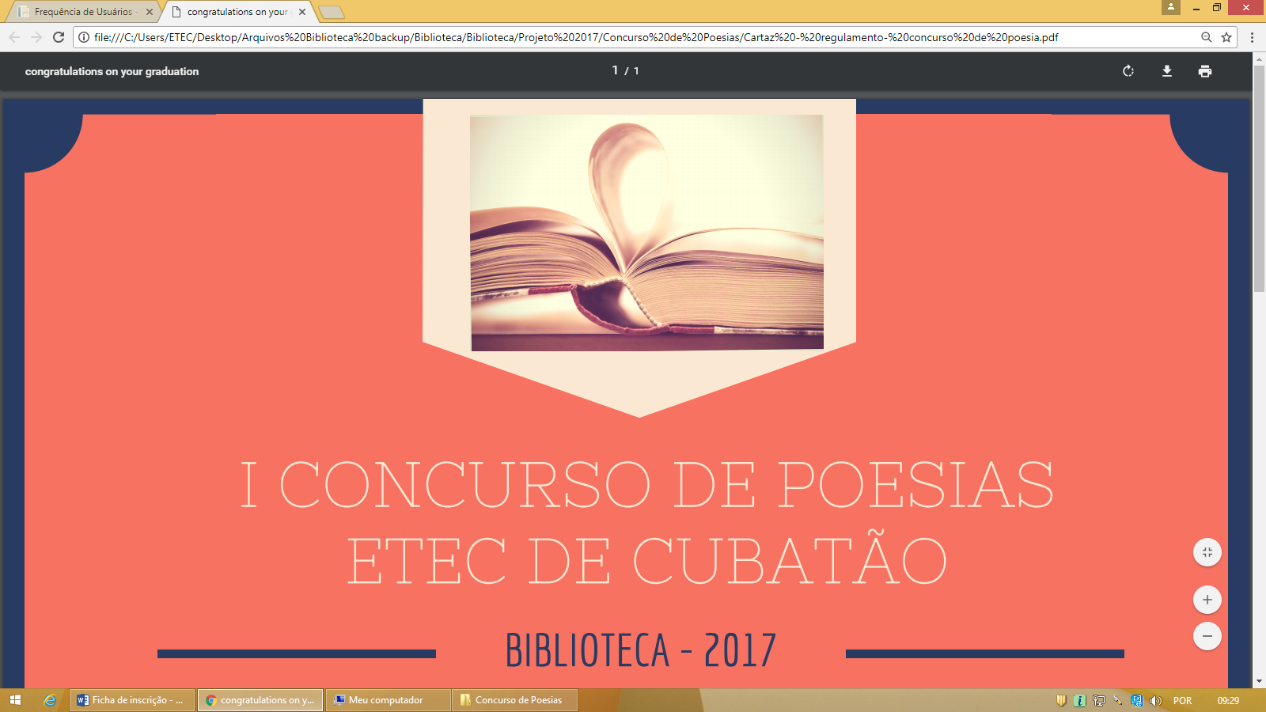 Frequência de Usuários -
congratulations on your
file:///C:/Users/ETEC/Desktop/Arquivos%20Biblioteca%20backup/Biblioteca/Biblioteca/Projeto%202017/Concurso%20de%20Poesias/Cartaz%20-%20regulamento-%20concurso%20de%20poesia.pdf
congratulations on your graduation
1 / 1
I CONCURSO DE POESIAS
ETEC DE CUBATÃO
BIBLIOTECA - 2017
Ficha de inscrição - ...
congratulations on y...
Meu computador
Concurso de Poesias
POR
09:29